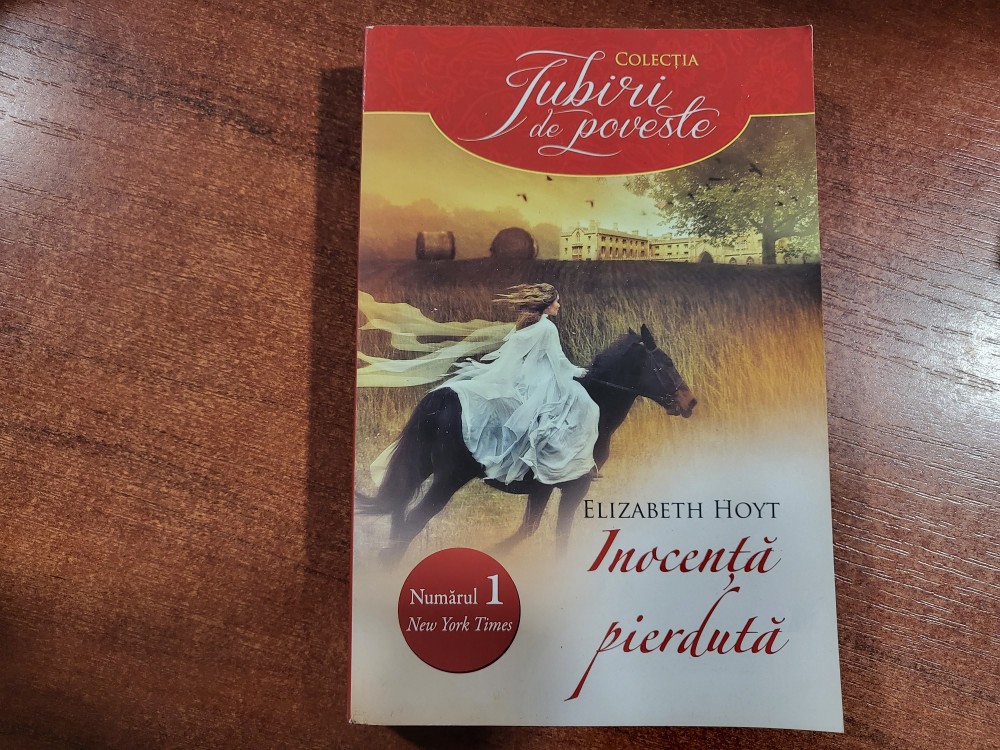 COLECȚIA
Iubiri
de poveste
ELIZABETH HOYT
Inocență
pierdută
Numărul 1
New York Times